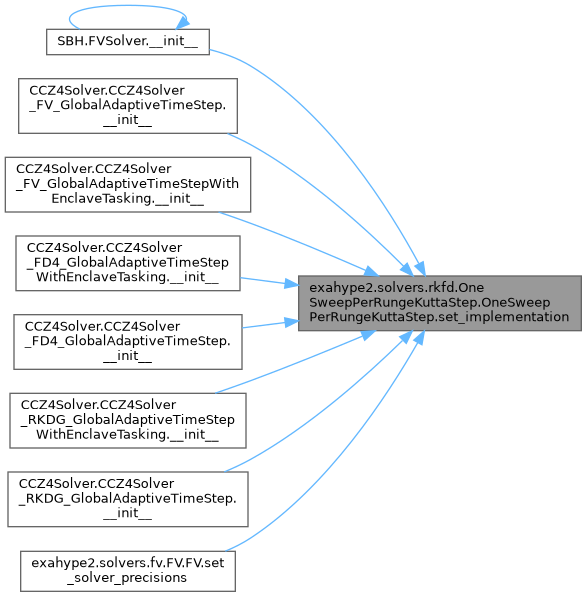 SBH.FVSolver.__init__
CCZ4Solver.CCZ4Solver
_FV_GlobalAdaptiveTimeStep.
__init__
CCZ4Solver.CCZ4Solver
_FV_GlobalAdaptiveTimeStepWith
EnclaveTasking.__init__
CCZ4Solver.CCZ4Solver
_FD4_GlobalAdaptiveTimeStep
WithEnclaveTasking.__init__
CCZ4Solver.CCZ4Solver
_FD4_GlobalAdaptiveTimeStep.
__init__
CCZ4Solver.CCZ4Solver
_RKDG_GlobalAdaptiveTimeStep
WithEnclaveTasking.__init__
CCZ4Solver.CCZ4Solver
_RKDG_GlobalAdaptiveTimeStep.
__init__
exahype2.solvers.fv.FV.FV.set
_solver_precisions
exahype2.solvers.rkfd.One
SweepPerRungeKuttaStep.OneSweep
PerRungeKuttaStep.set_implementation